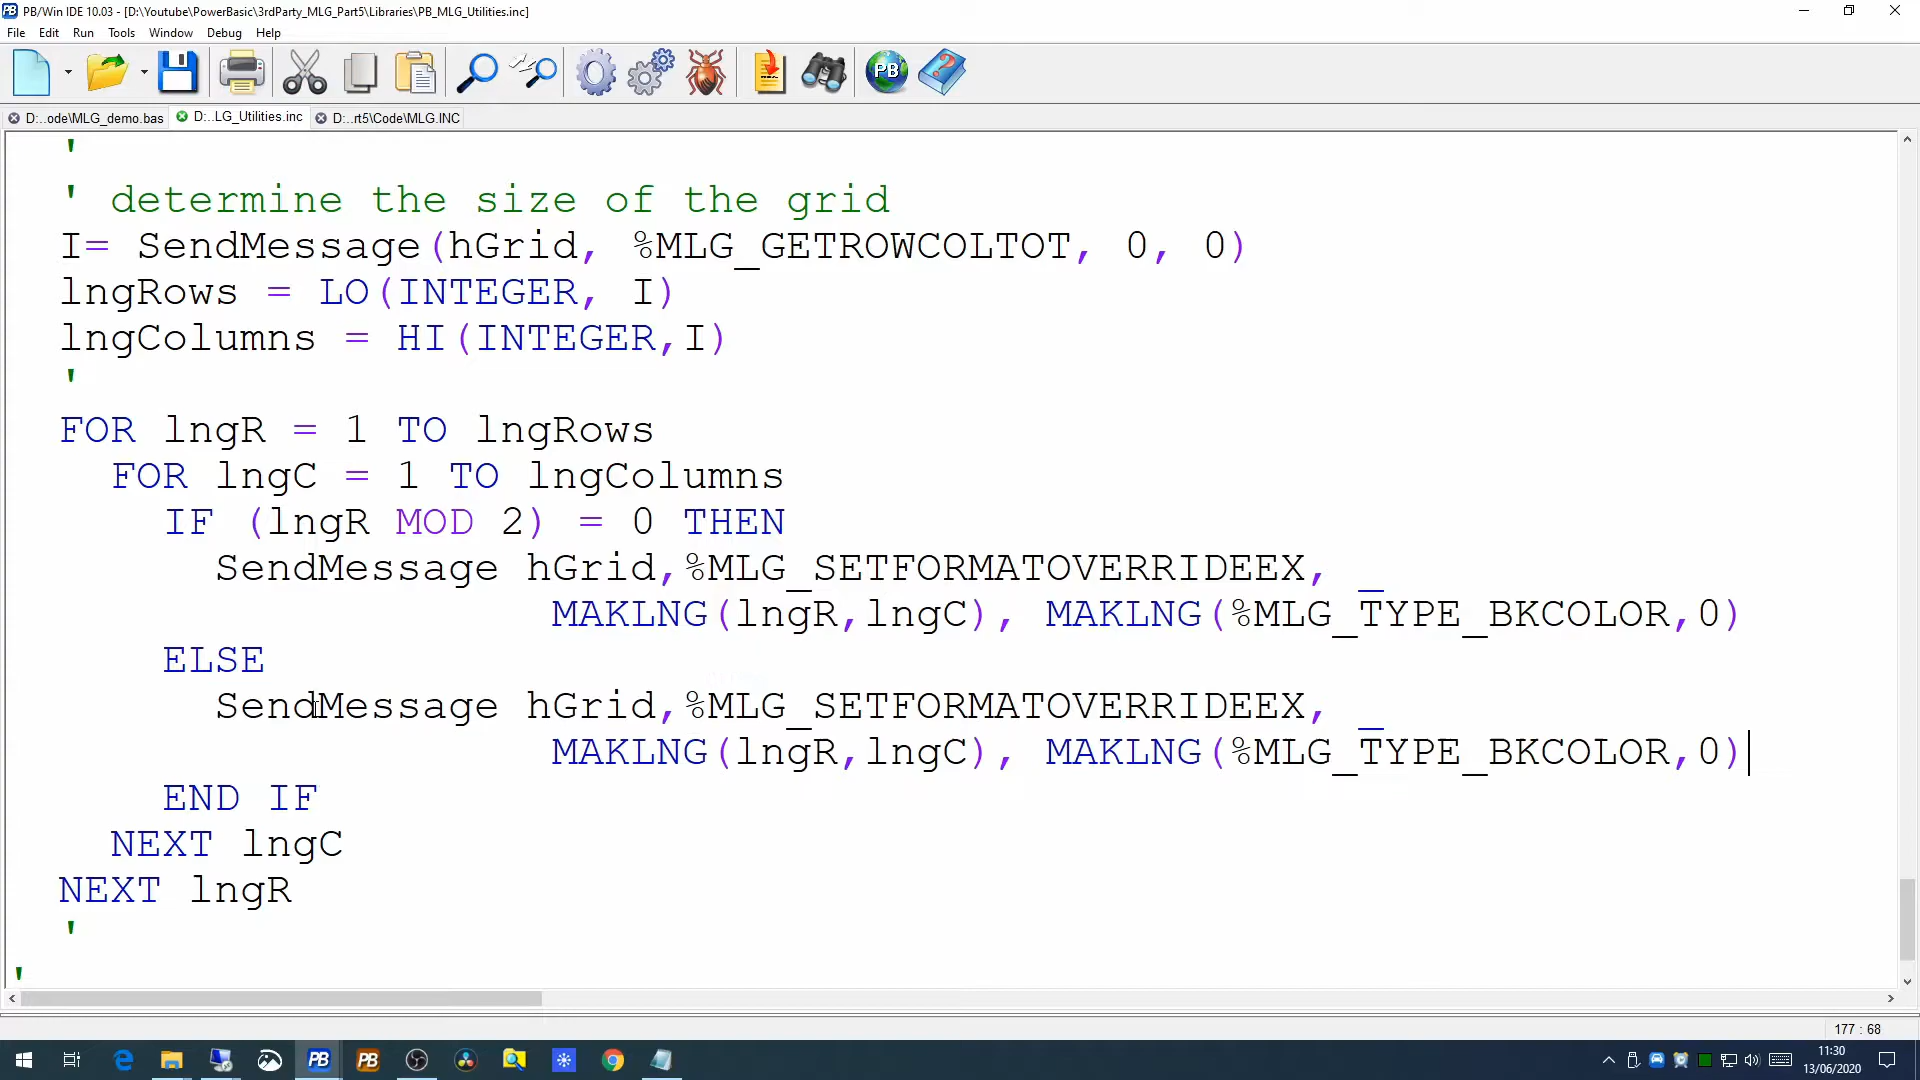 PB/Win IDE 10.03 - [D:\Youtube\PowerBasic\3rdParty_MLG_Part5\Libraries\PB_MLG_Utilities.inc]
File Edit Run Tools Window Debug Help
PB
D:..ode\MLG_demo.bas D:..LG_Utilities.inc D:..rt5\Code\MLG.INC
'
' determine the size of the grid
I= SendMessage(hGrid, %MLG_GETROWCOLTOT, 0, 0)
lngRows = LO(INTEGER, I)
lngColumns = HI(INTEGER,I)
'
FOR lngR = 1 TO lngRows
FOR lngC = 1 TO lngColumns
IF (lngR MOD 2) = 0 THEN
SendMessage hGrid,%MLG_SETFORMATOVERRIDEEX, _
MAKLNG(lngR,lngC), MAKLNG(%MLG_TYPE_BKCOLOR,0)
ELSE
SendMessage hGrid,%MLG_SETFORMATOVERRIDEEX, _
MAKLNG(lngR,lngC), MAKLNG(%MLG_TYPE_BKCOLOR,0)
END IF
NEXT lngC
NEXT lngR
'
'
177 : 68
PB PB
11:30
13/06/2020